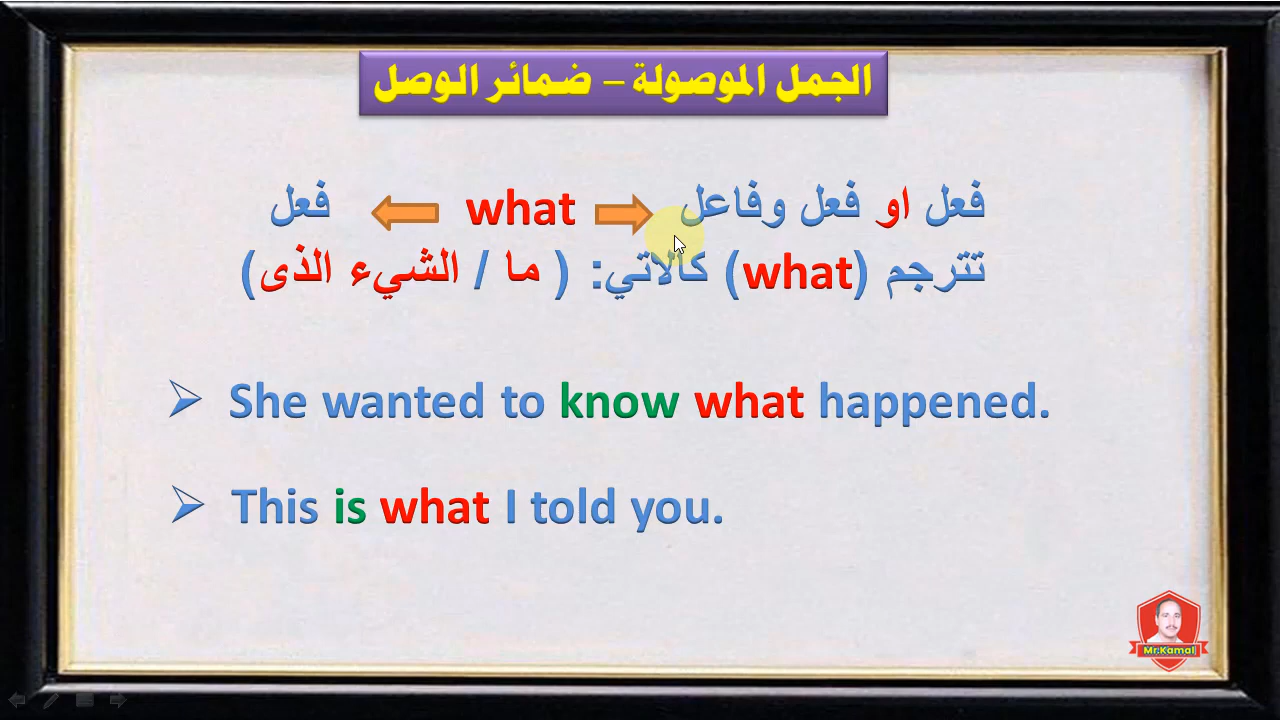 الجمل الموصولة – ضمائر الوصل
فعل what فعل او فعل وفاعل
تترجم (what) كالاتي: ( ما / الشيء الذى)
She wanted to know what happened.
This is what I told you.
Mr.Kamal